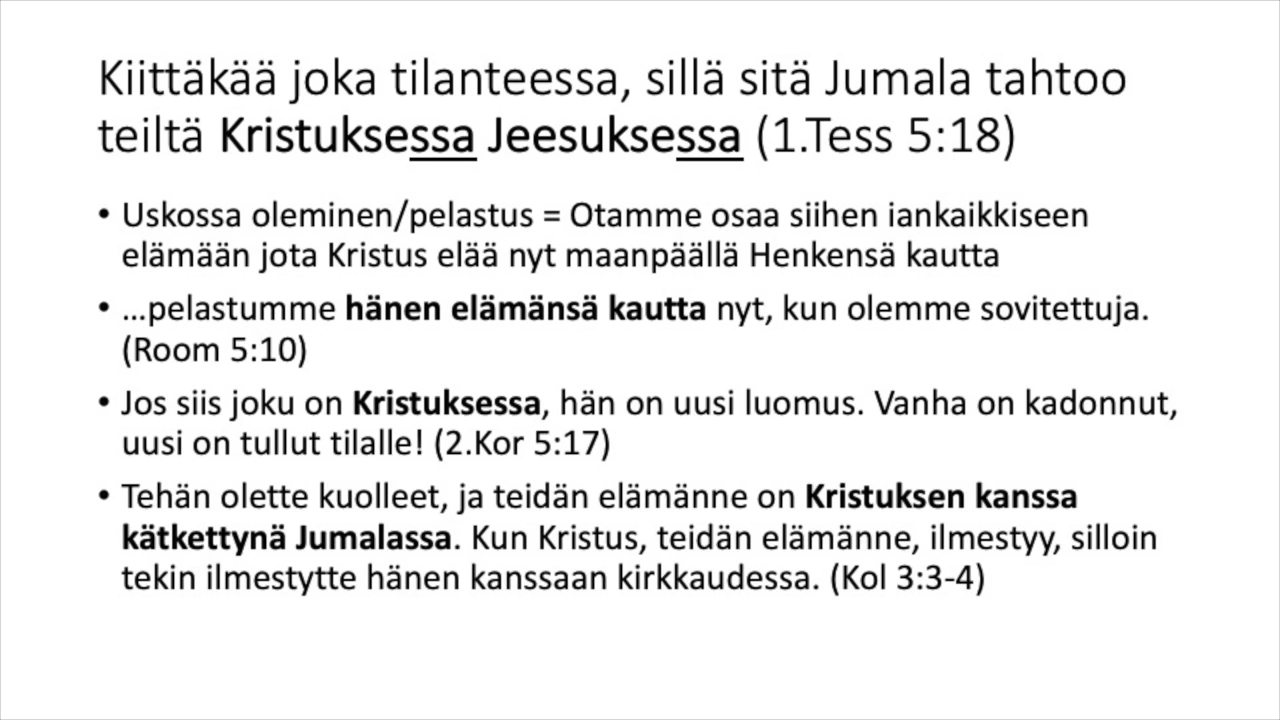 Kiittäkää joka tilanteessa, sillä sitä Jumala tahtoo
teiltä Kristuksessa Jeesuksessa (1.Tess 5:18)
• Uskossa oleminen/pelastus = Otamme osaa siihen iankaikkiseen
elämään jota Kristus elää nyt maanpäällä Henkensä kautta
• …pelastumme hänen elämänsä kautta nyt, kun olemme sovitettuja.
(Room 5:10)
• Jos siis joku on Kristuksessa, hän on uusi luomus. Vanha on kadonnut,
uusi on tullut tilalle! (2.Kor 5:17)
• Tehän olette kuolleet, ja teidän elämänne on Kristuksen kanssa
kätkettynä Jumalassa. Kun Kristus, teidän elämänne, ilmestyy, silloin
tekin ilmestytte hänen kanssaan kirkkaudessa. (Kol 3:3-4)